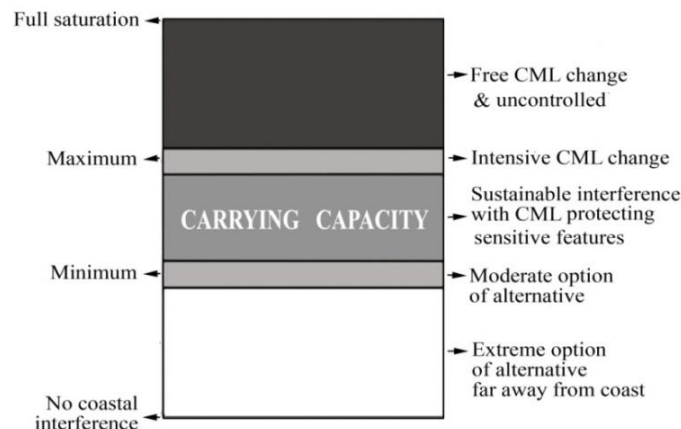 Full saturation
Free CML change
& uncontrolled
Maximum
Intensive CML change
CARRYING CAPACITY
Sustainable interference
with CML protecting
sensitive features
Minimum
Moderate option
of alternative
Extreme option
of alternative
far away from coast
No coastal
interference